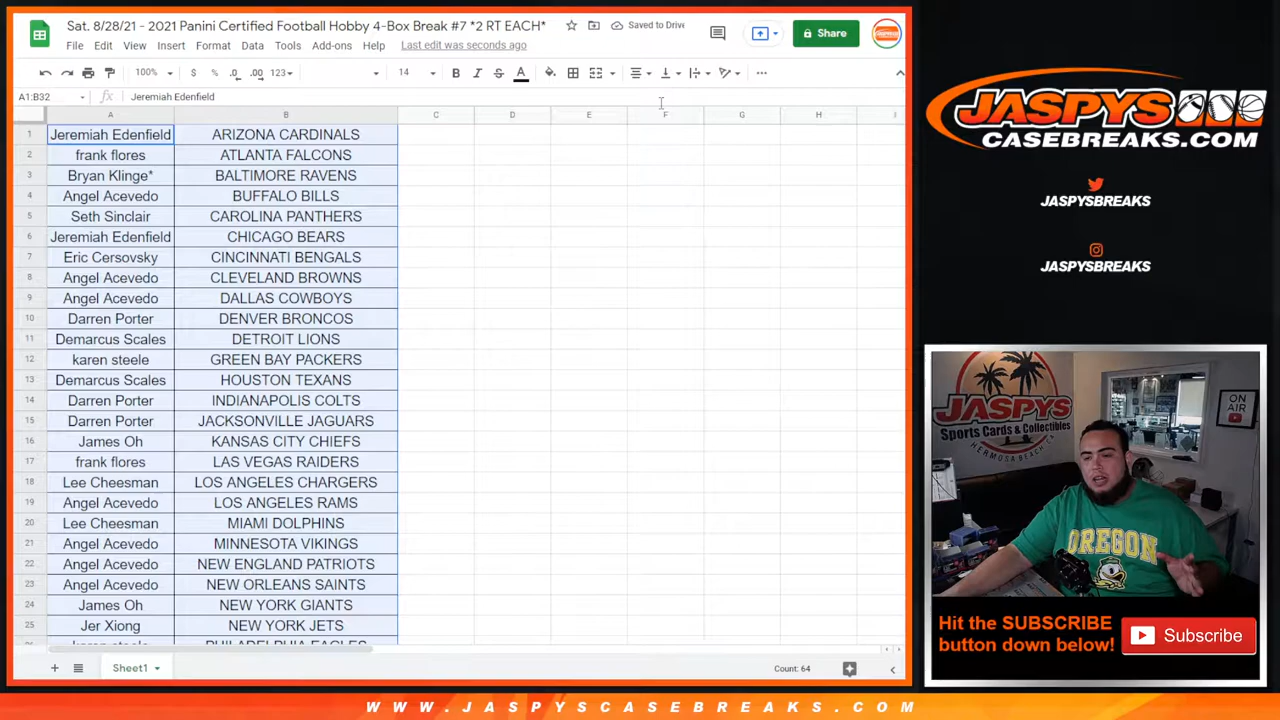 Sat. 8/28/21 - 2021 Panini Certified Football Hobby 4-Box Break #7 *2 RT EACH*
Saved to Drive
File Edit View Insert Format Data Tools Add-ons Help Last edit was seconds ago
Share
100% $ % .0 .00 123 14 B I S A
A1:B32 fx Jeremiah Edenfield
A B C D E F G H
1 Jeremiah Edenfield ARIZONA CARDINALS
2 frank flores ATLANTA FALCONS
3 Bryan Klinge* BALTIMORE RAVENS
4 Angel Acevedo BUFFALO BILLS
5 Seth Sinclair CAROLINA PANTHERS
6 Jeremiah Edenfield CHICAGO BEARS
7 Eric Cersovsky CINCINNATI BENGALS
8 Angel Acevedo CLEVELAND BROWNS
9 Angel Acevedo DALLAS COWBOYS
10 Darren Porter DENVER BRONCOS
11 Demarcus Scales DETROIT LIONS
12 karen steele GREEN BAY PACKERS
13 Demarcus Scales HOUSTON TEXANS
14 Darren Porter INDIANAPOLIS COLTS
15 Darren Porter JACKSONVILLE JAGUARS
16 James Oh KANSAS CITY CHIEFS
17 frank flores LAS VEGAS RAIDERS
18 Lee Cheesman LOS ANGELES CHARGERS
19 Angel Acevedo LOS ANGELES RAMS
20 Lee Cheesman MIAMI DOLPHINS
21 Angel Acevedo MINNESOTA VIKINGS
22 Angel Acevedo NEW ENGLAND PATRIOTS
23 Angel Acevedo NEW ORLEANS SAINTS
24 James Oh NEW YORK GIANTS
25 Jer Xiong NEW YORK JETS
karen steele PHILADELPHIA EAGLES
Sheet1
Count: 64
JASPYS
CASEBREAKS.COM
JASPYSBREAKS
JASPYSBREAKS
JASPYS
Sports Cards & Collectibles
HERMOSA BEACH
ON AIR
OREGON
Hit the SUBSCRIBE
button down below!
Subscribe
WWW.JASPYSCASEBREAKS.COM